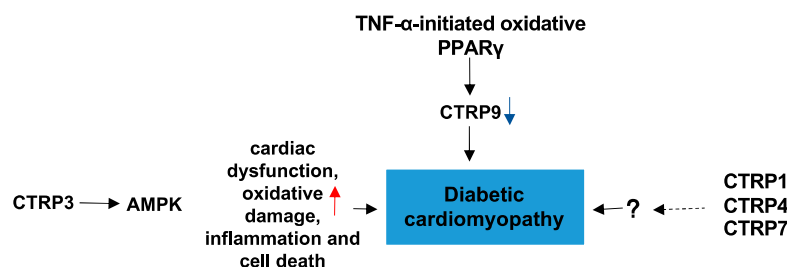 TNF-α-initiated oxidative
PPARγ
CTRP9
cardiac
dysfunction,
oxidative
damage,
inflammation and
cell death
CTRP3
AMPK
Diabetic
cardiomyopathy
?
CTRP1
CTRP4
CTRP7